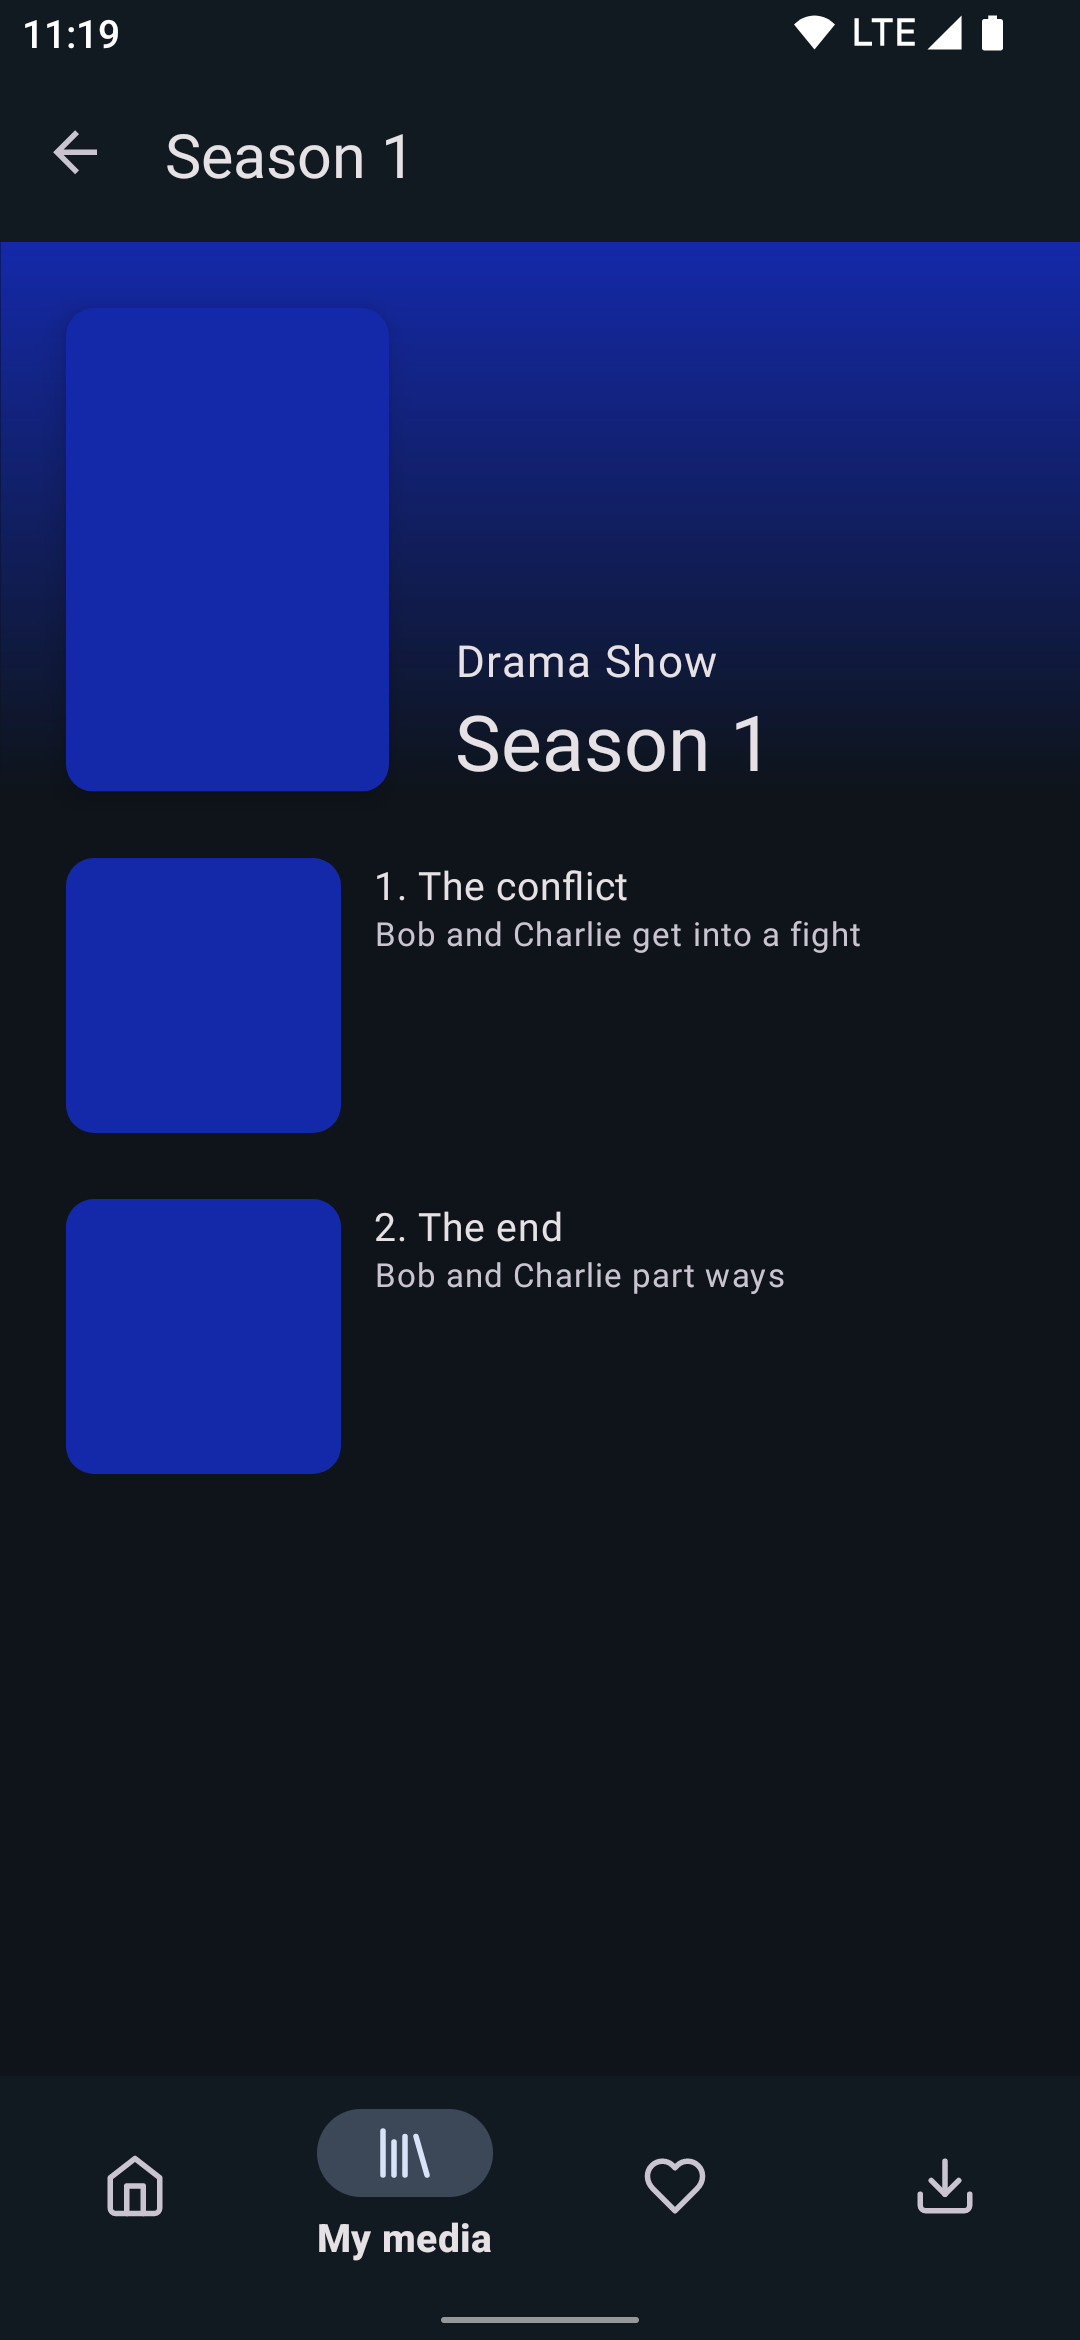 11:19
LTE
Season 1
Drama Show
Season 1
1. The conflict
Bob and Charlie get into a fight
2. The end
Bob and Charlie part ways
My media